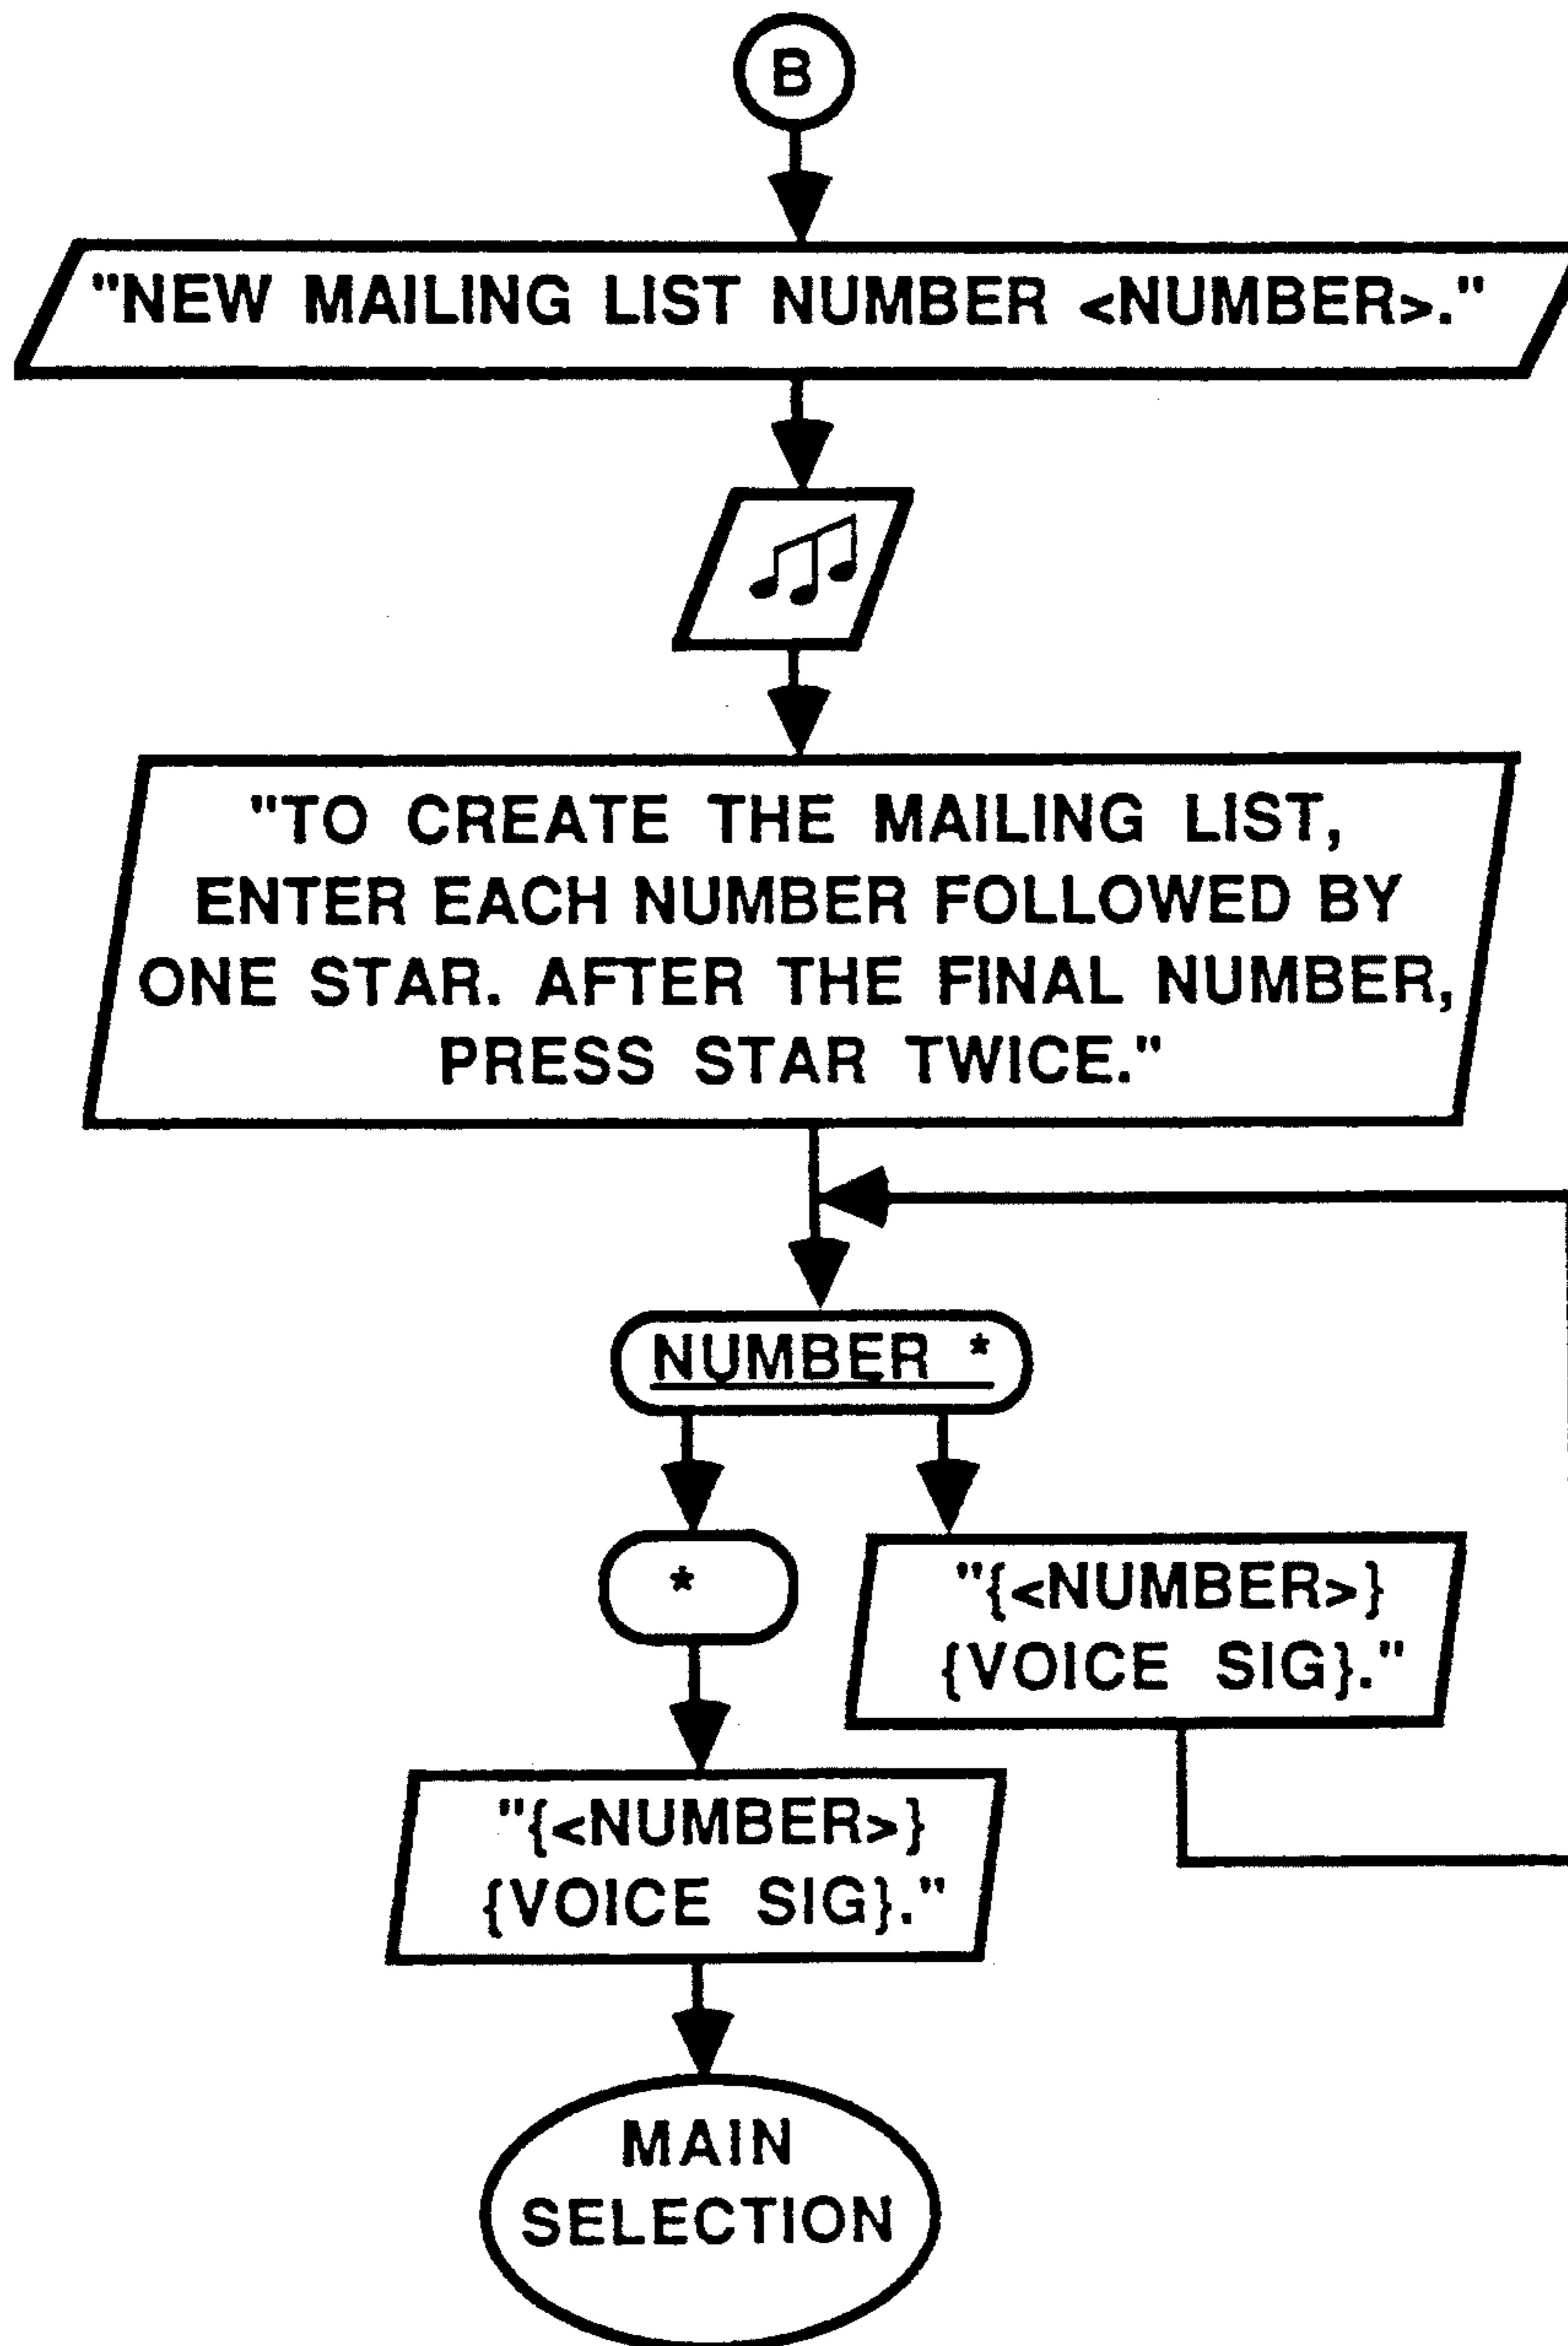 B
"NEW MAILING LIST NUMBER <NUMBER>."
"TO CREATE THE MAILING LIST,
ENTER EACH NUMBER FOLLOWED BY
ONE STAR. AFTER THE FINAL NUMBER,
PRESS STAR TWICE."
NUMBER *
*
"{<NUMBER>}
{VOICE SIG}."
"{<NUMBER>}
{VOICE SIG}."
MAIN
SELECTION